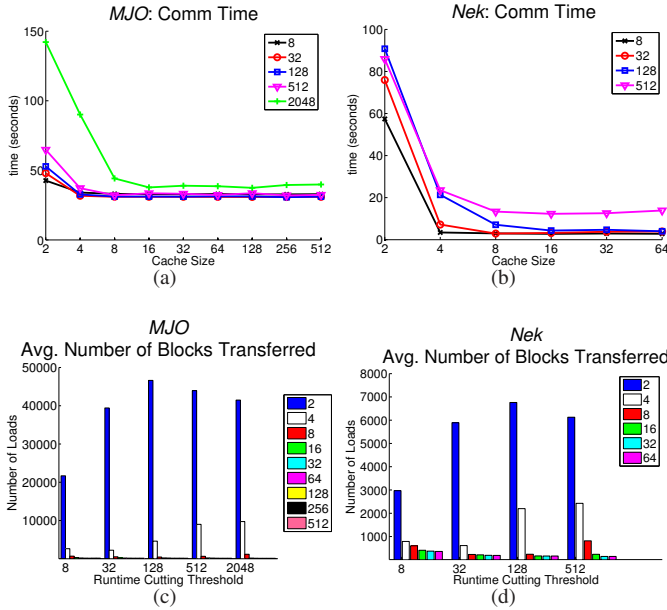 MJO: Comm Time
150
100
50
0
time (seconds)
2 4 8 16 32 64 128 256 512
Cache Size
8
32
128
512
2048
(a)
Nek: Comm Time
100
80
60
40
20
0
time (seconds)
2 4 8 16 32 64
Cache Size
8
32
128
512
(b)
MJO
Avg. Number of Blocks Transferred
50000
40000
30000
20000
10000
Number of Loads
8 32 128 512 2048
Runtime Cutting Threshold
2
4
8
16
32
64
128
256
512
(c)
Nek
Avg. Number of Blocks Transferred
8000
7000
6000
5000
4000
3000
2000
1000
Number of Loads
8 32 128 512
Runtime Cutting Threshold
2
4
8
16
32
64
(d)